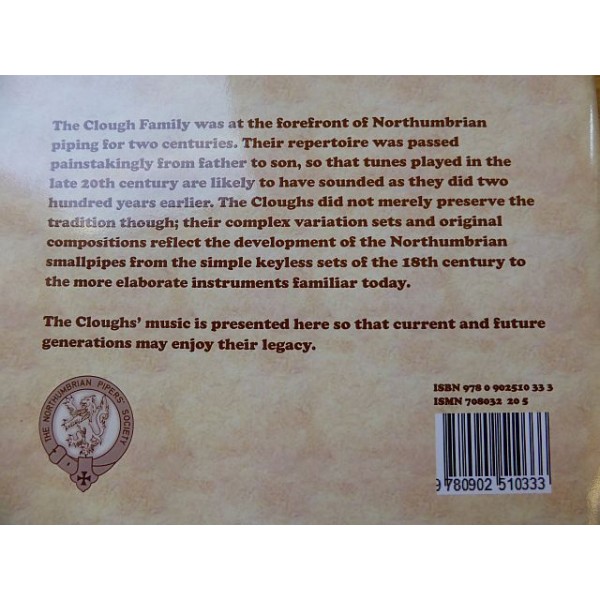 The Clough Family was at the forefront of Northumbrian
piping for two centuries. Their repertoire was passed
painstakingly from father to son, so that tunes played in the
late 20th century are likely to have sounded as they did two
hundred years earlier. The Cloughs did not merely preserve the
tradition though; their complex variation sets and original
compositions reflect the development of the Northumbrian
smallpipes from the simple keyless sets of the 18th century to
the more elaborate instruments familiar today.
The Cloughs' music is presented here so that current and future
generations may enjoy their legacy.
THE NORTHUMBRIAN PIPERS' SOCIETY
ISBN 978 0 902510 33 3
ISMN 708032 20 5
9 780902 510333